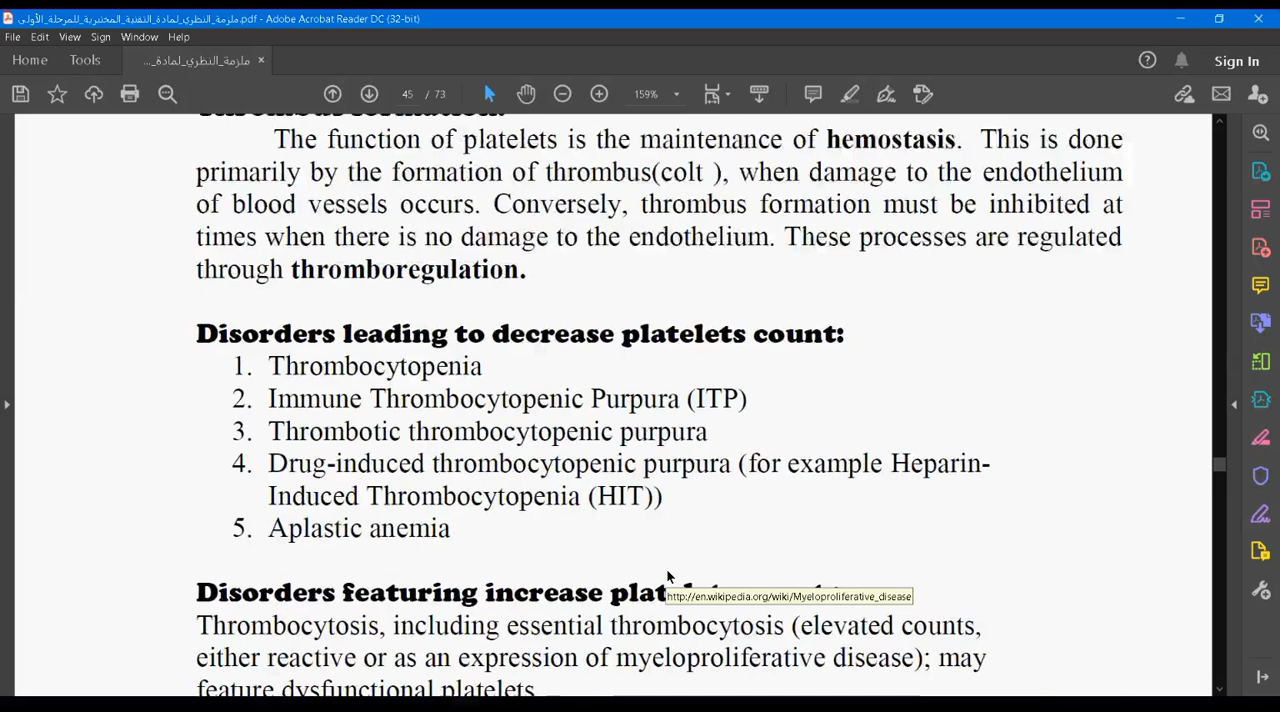 ملزمة_النظري_لمادة_التقنية_المختبرية_للمرحلة_الأولى.pdf - Adobe Acrobat Reader DC (32-bit)
File Edit View Sign Window Help
Home Tools ملزمة_النظري_لمادة_... × Sign In
45 / 73 159%
Thrombus formation:
The function of platelets is the maintenance of hemostasis. This is done
primarily by the formation of thrombus(colt ), when damage to the endothelium
of blood vessels occurs. Conversely, thrombus formation must be inhibited at
times when there is no damage to the endothelium. These processes are regulated
through thromboregulation.
Disorders leading to decrease platelets count:
1. Thrombocytopenia
2. Immune Thrombocytopenic Purpura (ITP)
3. Thrombotic thrombocytopenic purpura
4. Drug-induced thrombocytopenic purpura (for example Heparin-
Induced Thrombocytopenia (HIT))
5. Aplastic anemia
Disorders featuring increase
http://en.wikipedia.org/wiki/Myeloproliferative_disease
Thrombocytosis, including essential thrombocytosis (elevated counts,
either reactive or as an expression of myeloproliferative disease); may
feature dysfunctional platelets